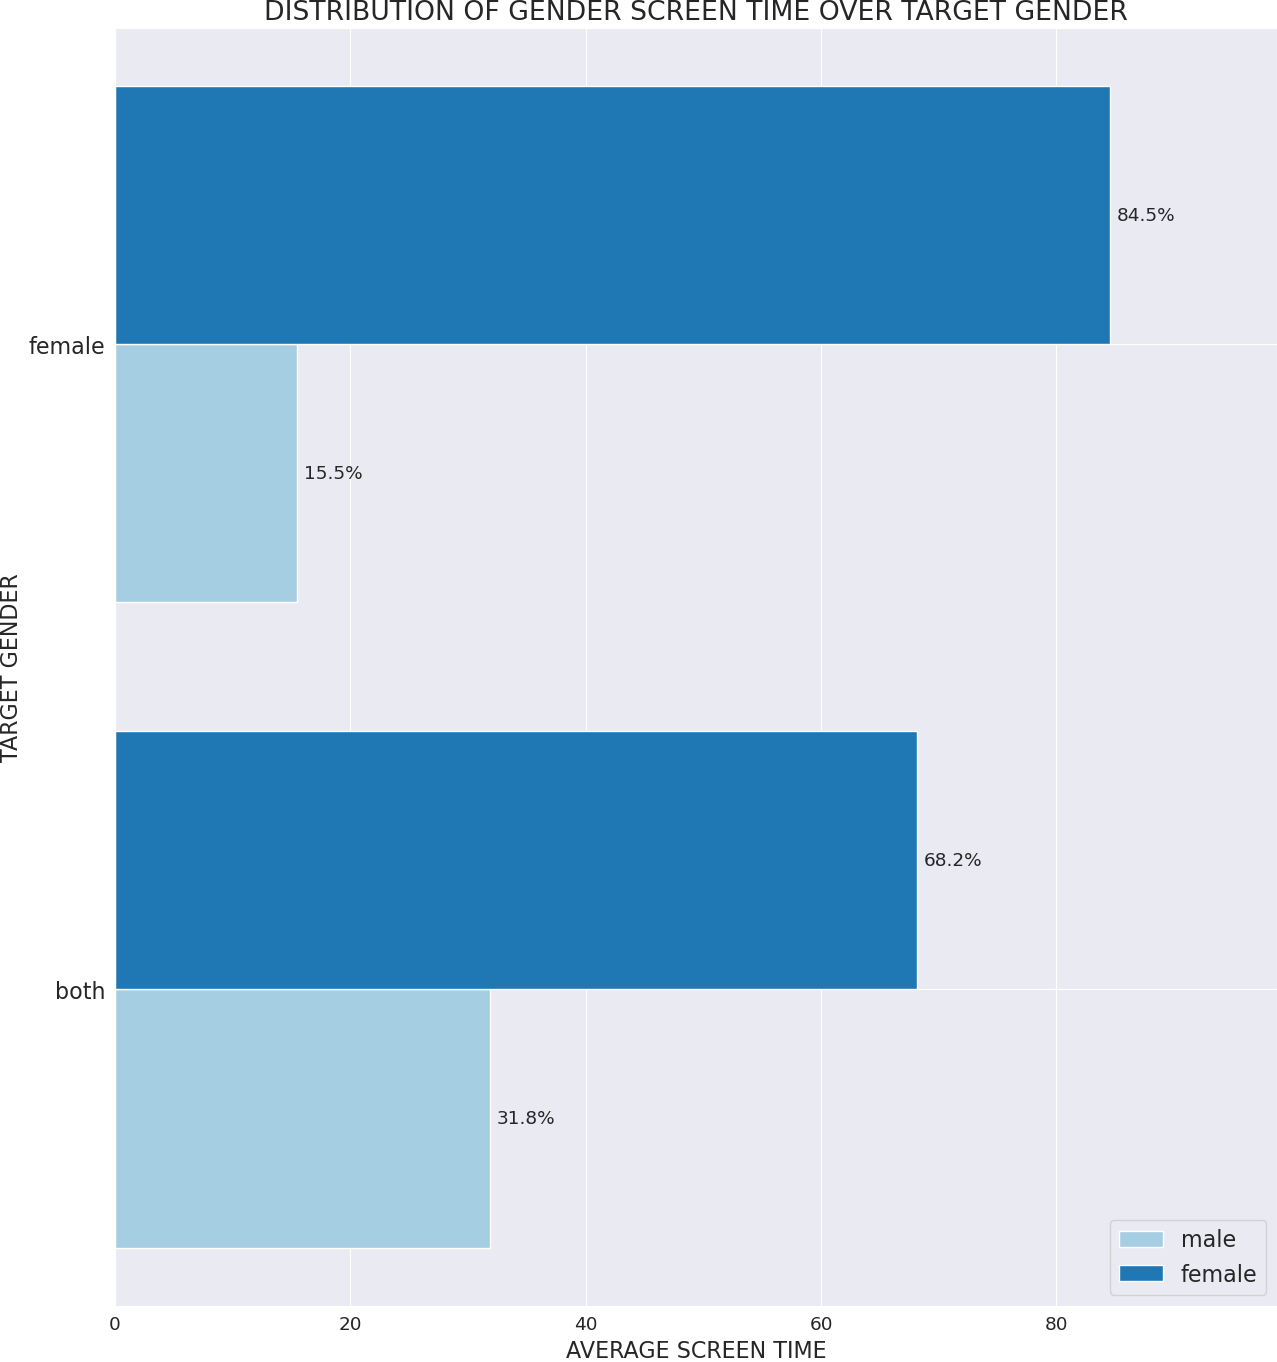 DISTRIBUTION OF GENDER SCREEN TIME OVER TARGET GENDER
84.5%
female
15.5%
TARGET GENDER
68.2%
both
31.8%
male
female
0 20 40 60 80
AVERAGE SCREEN TIME